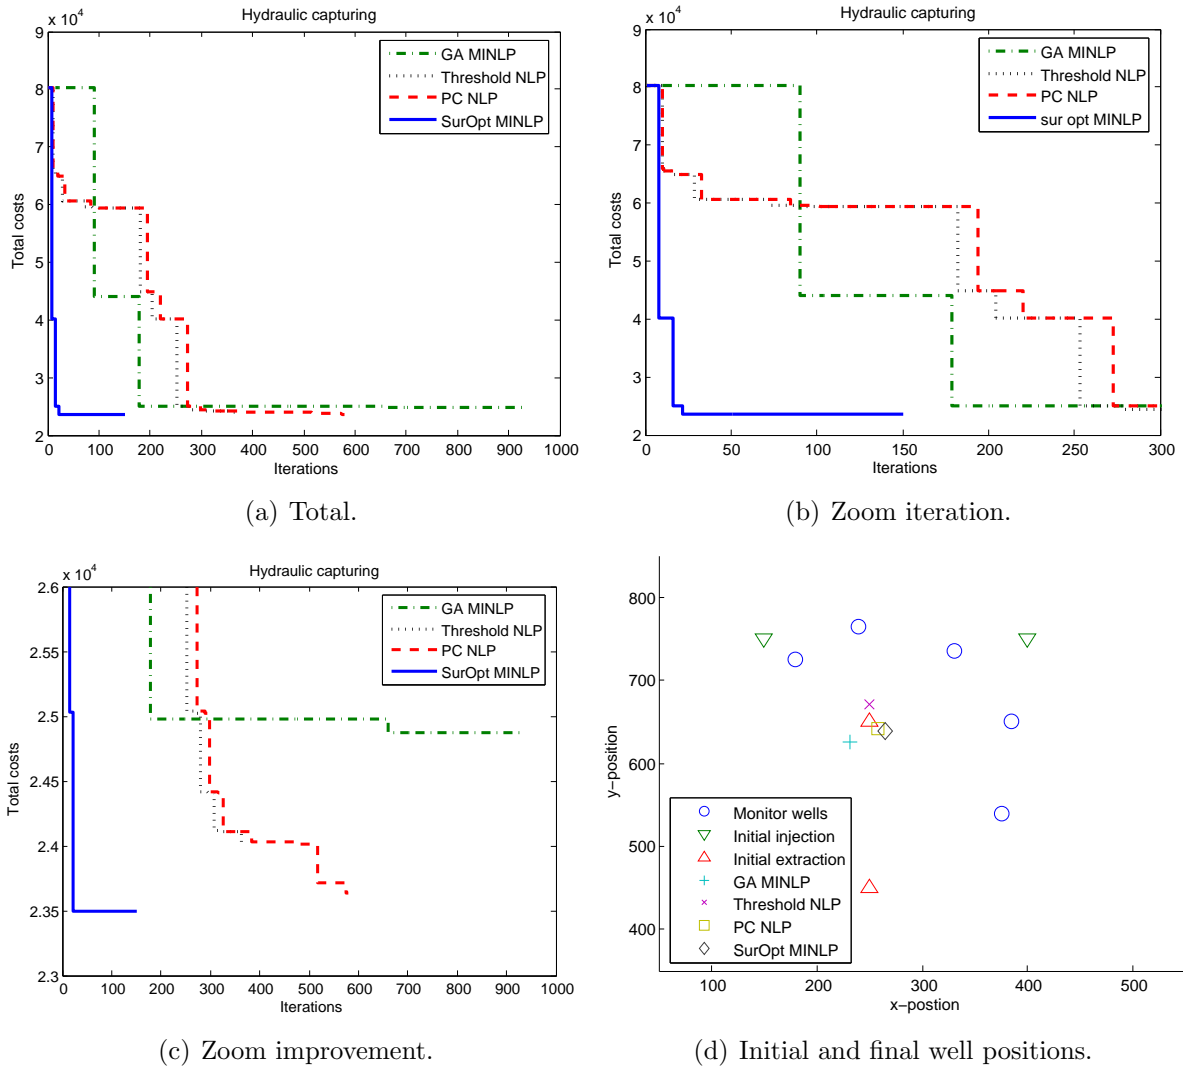 Hydraulic capturing
x 10^4
9
8
7
6
5
4
3
2
Total costs
0 100 200 300 400 500 600 700 800 900 1000
Iterations
GA MINLP
Threshold NLP
PC NLP
SurOpt MINLP
(a) Total.
Hydraulic capturing
x 10^4
9
8
7
6
5
4
3
2
Total costs
0 50 100 150 200 250 300
Iterations
GA MINLP
Threshold NLP
PC NLP
sur opt MINLP
(b) Zoom iteration.
Hydraulic capturing
x 10^4
2.6
2.55
2.5
2.45
2.4
2.35
2.3
Total costs
0 100 200 300 400 500 600 700 800 900 1000
Iterations
GA MINLP
Threshold NLP
PC NLP
SurOpt MINLP
(c) Zoom improvement.
800
700
600
500
400
y-position
100 200 300 400 500
x-postion
Monitor wells
Initial injection
Initial extraction
GA MINLP
Threshold NLP
PC NLP
SurOpt MINLP
(d) Initial and final well positions.